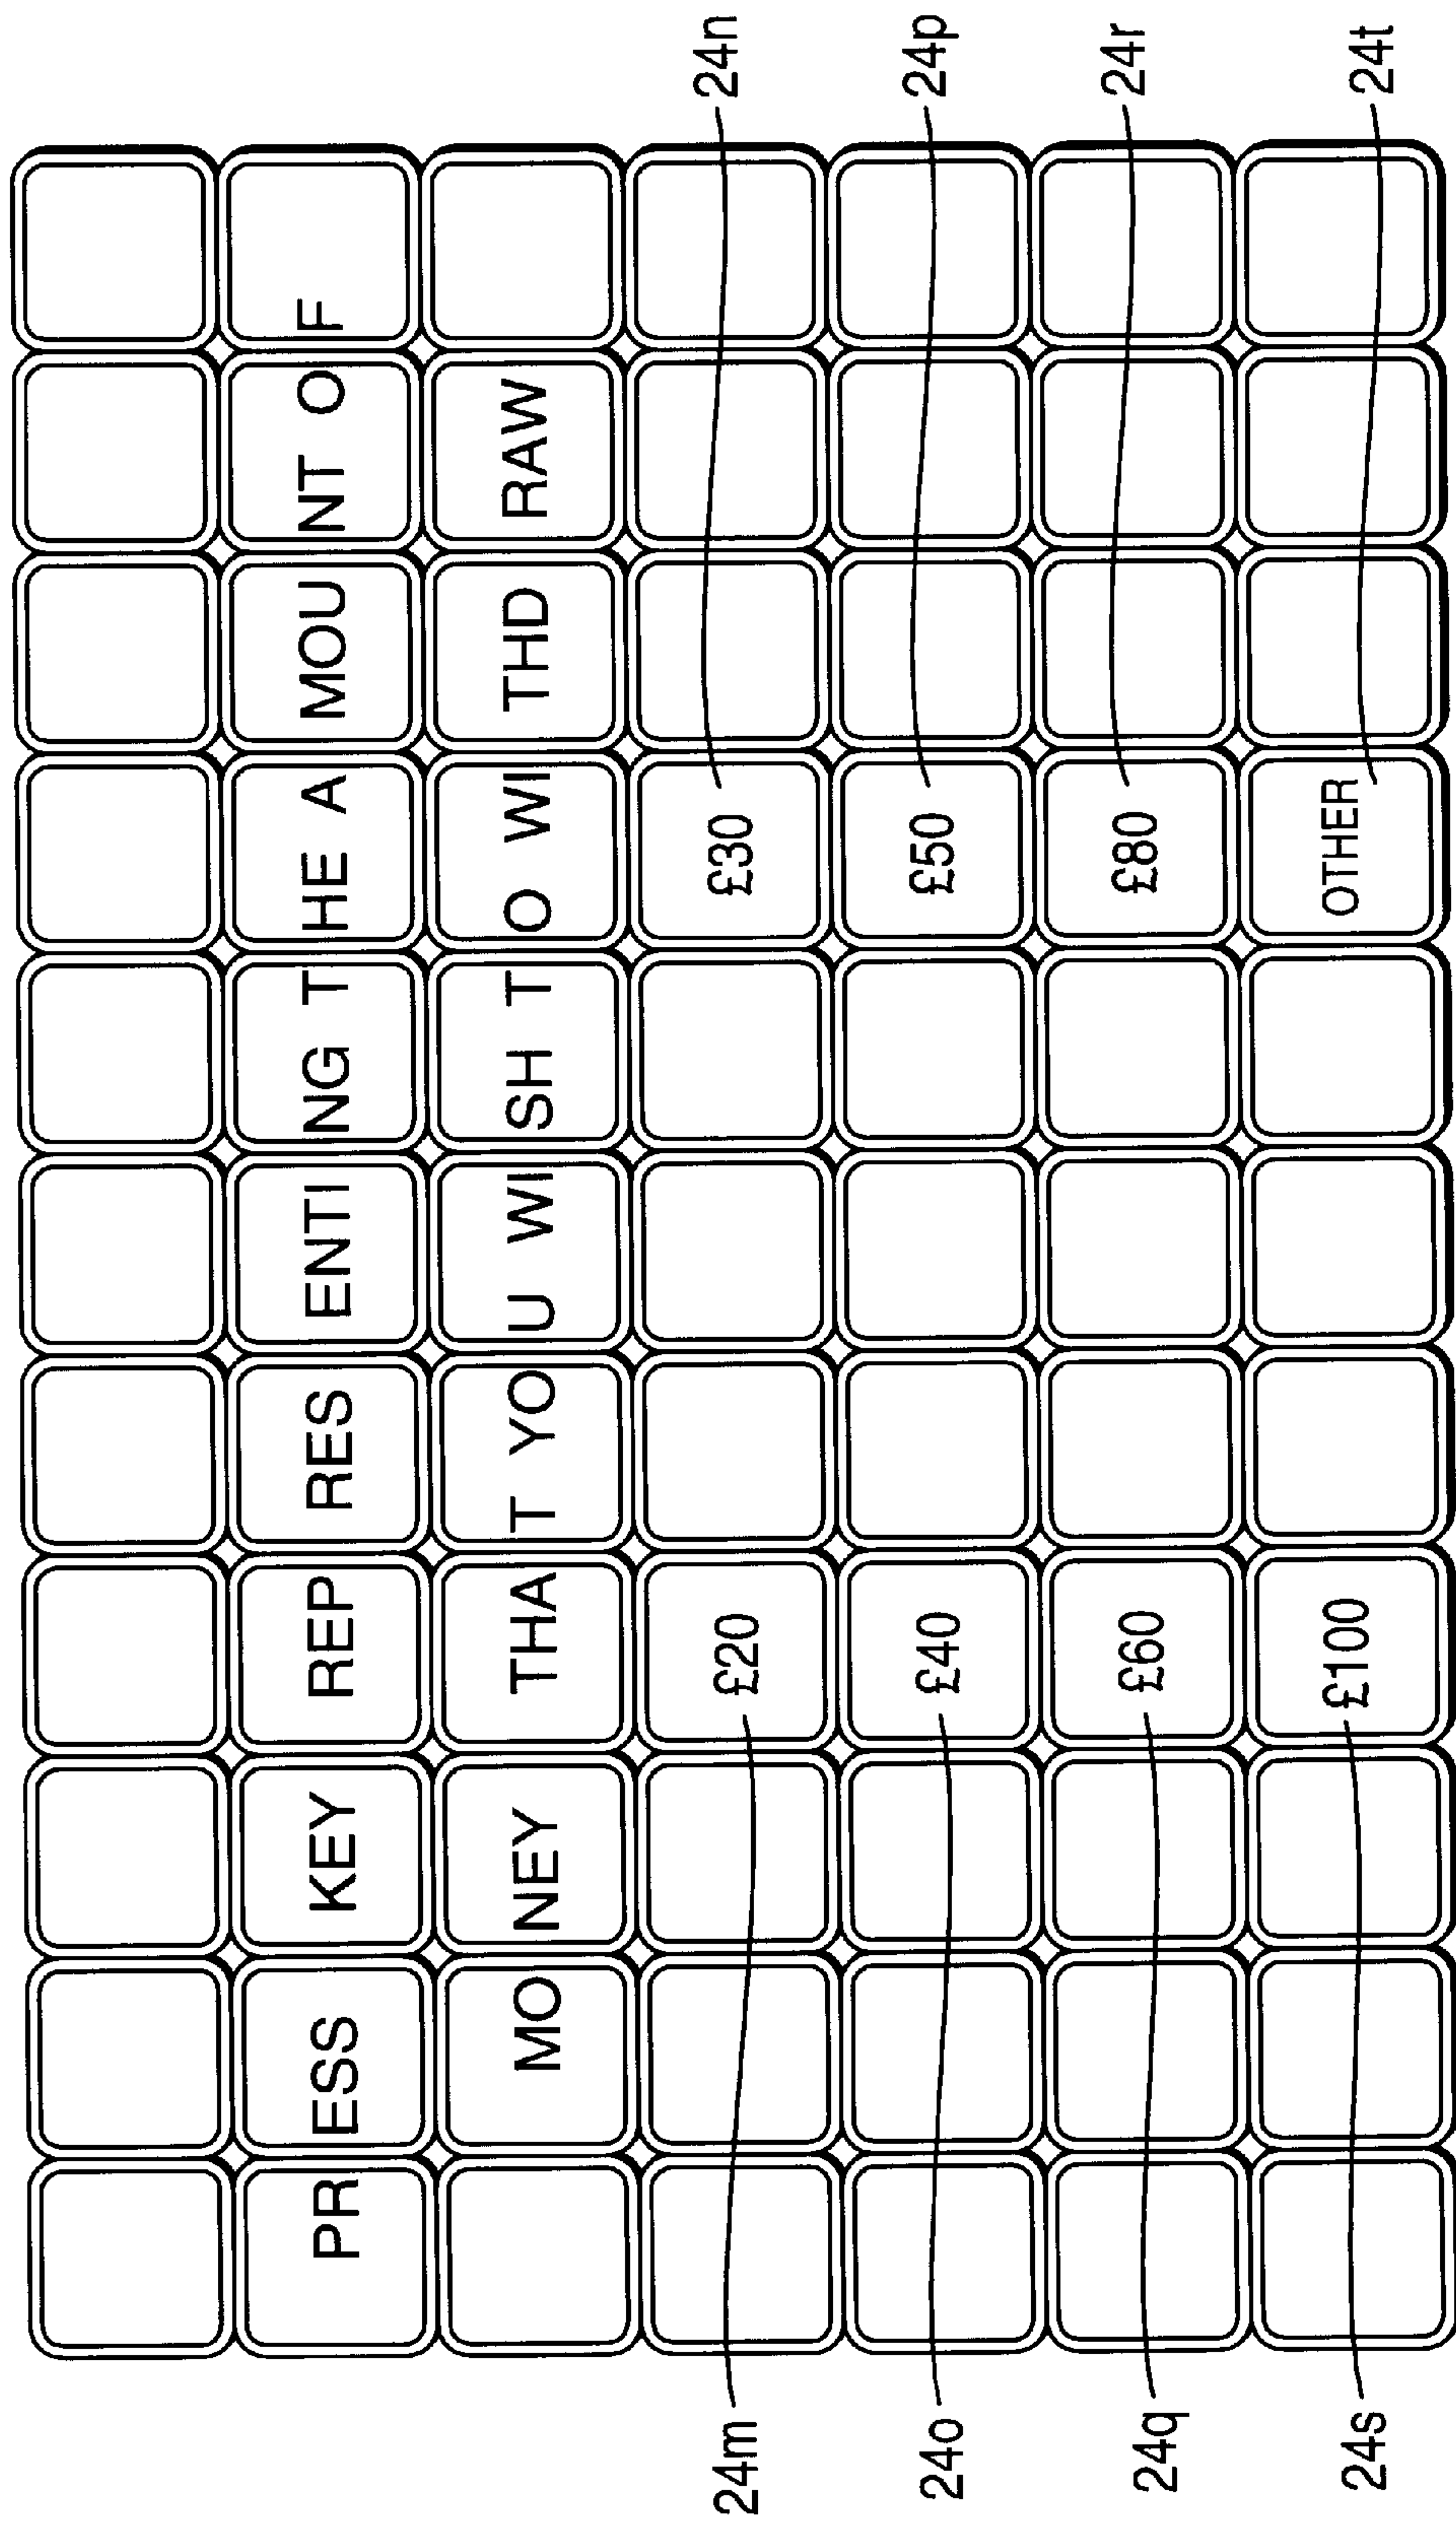 PRESS KEY REPRESENTING THE AMOUNT OF
MONEY THAT YOU WISH TO WITHDRAW
24m £20 £30 24n
24o £40 £50 24p
24q £60 £80 24r
24s £100 OTHER 24t